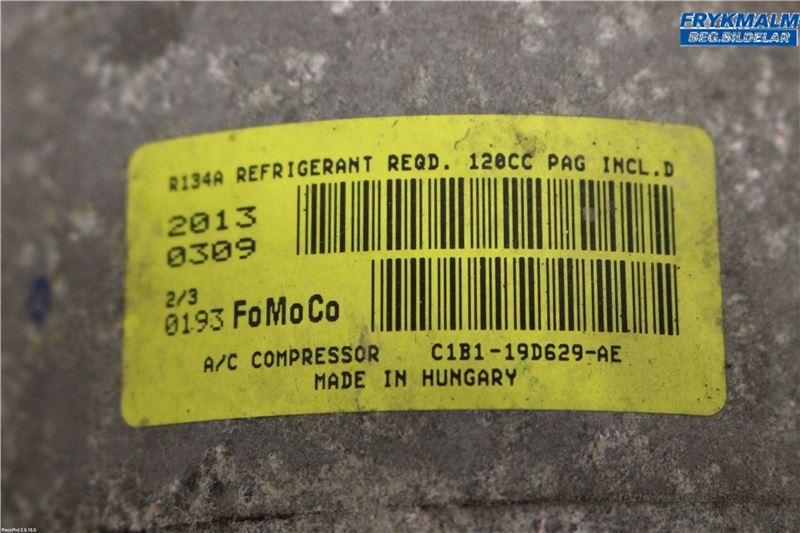 FRYKMALM
BEG.BILDELAR
R134A REFRIGERANT REQD. 120CC PAG INCL.D
2013
0309
2/3
0193 FoMoCo
A/C COMPRESSOR C1B1-19D629-AE
MADE IN HUNGARY